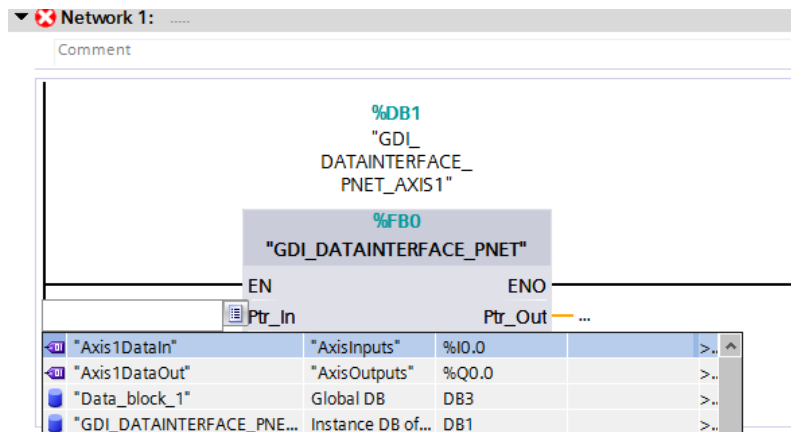 Network 1: .....
Comment
%DB1
"GDI_
DATAINTERFACE_
PNET_AXIS1"
%FB0
"GDI_DATAINTERFACE_PNET"
EN ENO
Ptr_In Ptr_Out ...
"Axis1DataIn" "AxisInputs" %I0.0 >..
"Axis1DataOut" "AxisOutputs" %Q0.0 >..
"Data_block_1" Global DB DB3 >..
"GDI_DATAINTERFACE_PNE... Instance DB of... DB1 >..